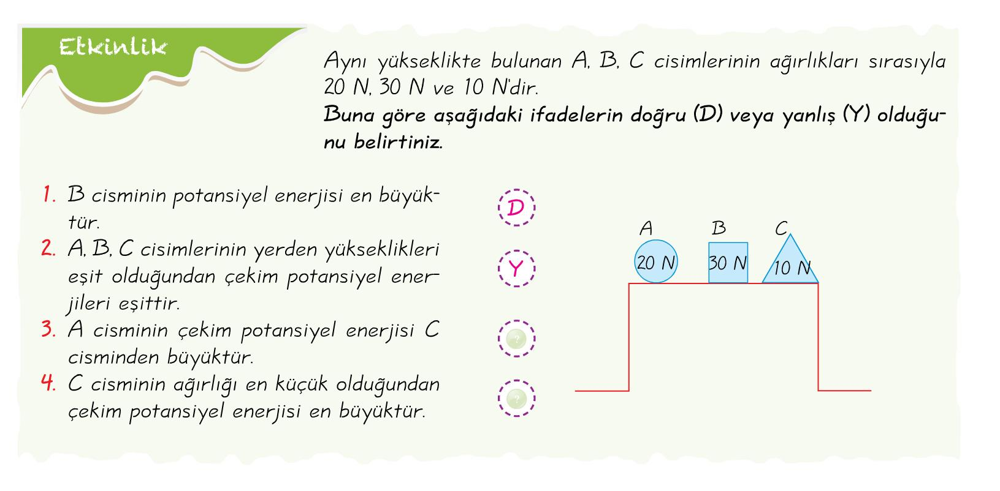 Etkinlik
Aynı yükseklikte bulunan A, B, C cisimlerinin ağırlıkları sırasıyla
20 N, 30 N ve 10 N'dir.
Buna göre aşağıdaki ifadelerin doğru (D) veya yanlış (Y) olduğu-
nu belirtiniz.
1. B cisminin potansiyel enerjisi en büyük-
tür.
D
2. A, B, C cisimlerinin yerden yükseklikleri
eşit olduğundan çekim potansiyel ener-
jileri eşittir.
Y
3. A cisminin çekim potansiyel enerjisi C
cisminden büyüktür.
?
4. C cisminin ağırlığı en küçük olduğundan
çekim potansiyel enerjisi en büyüktür.
?
A B C
20 N 30 N 10 N